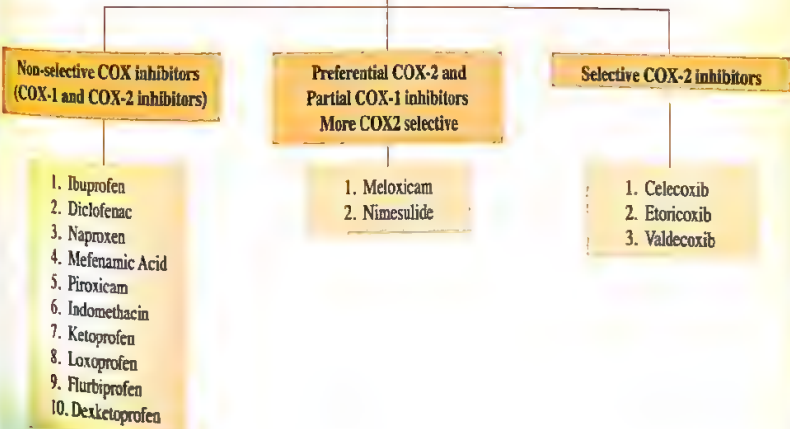 Non-selective COX inhibitors
(COX-1 and COX-2 inhibitors)
1. Ibuprofen
2. Diclofenac
3. Naproxen
4. Mefenamic Acid
5. Piroxicam
6. Indomethacin
7. Ketoprofen
8. Loxoprofen
9. Flurbiprofen
10. Dexketoprofen
Preferential COX-2 and
Partial COX-1 inhibitors
More COX2 selective
1. Meloxicam
2. Nimesulide
Selective COX-2 inhibitors
1. Celecoxib
2. Etoricoxib
3. Valdecoxib